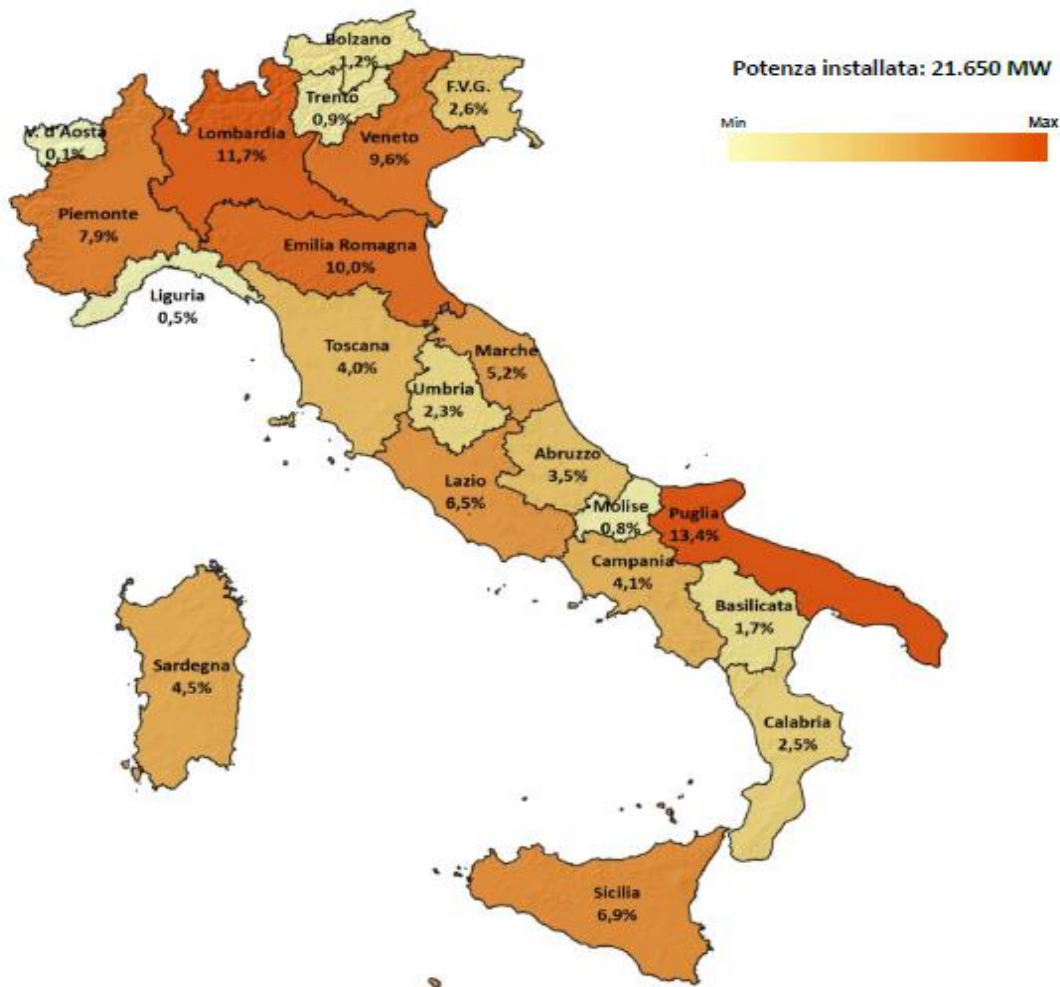 Bolzano
1,2%
Potenza installata: 21.650 MW
F.V.G.
2,6%
Trento
0,9%
Min
Max
V. d'Aosta
0,1%
Lombardia
11,7%
Veneto
9,6%
Piemonte
7,9%
Emilia Romagna
10,0%
Liguria
0,5%
Toscana
4,0%
Marche
5,2%
Umbria
2,3%
Abruzzo
3,5%
Lazio
6,5%
Molise
0,8%
Puglia
13,4%
Campania
4,1%
Basilicata
1,7%
Sardegna
4,5%
Calabria
2,5%
Sicilia
6,9%